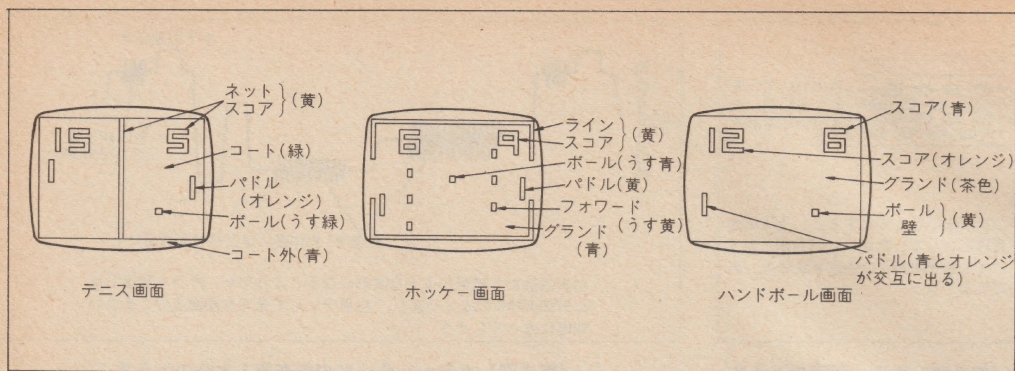 15 5
ネット
スコア
(黄)
コート(緑)
パドル
(オレンジ)
ボール(うす緑)
コート外(青)
テニス画面
6 9
ライン
スコア
(黄)
ボール(うす青)
パドル(黄)
フォワード
(うす黄)
グランド
(青)
ホッケー画面
12 6
スコア(青)
スコア(オレンジ)
グランド(茶色)
ボール
壁
(黄)
パドル(青とオレンジ
が交互に出る)
ハンドボール画面